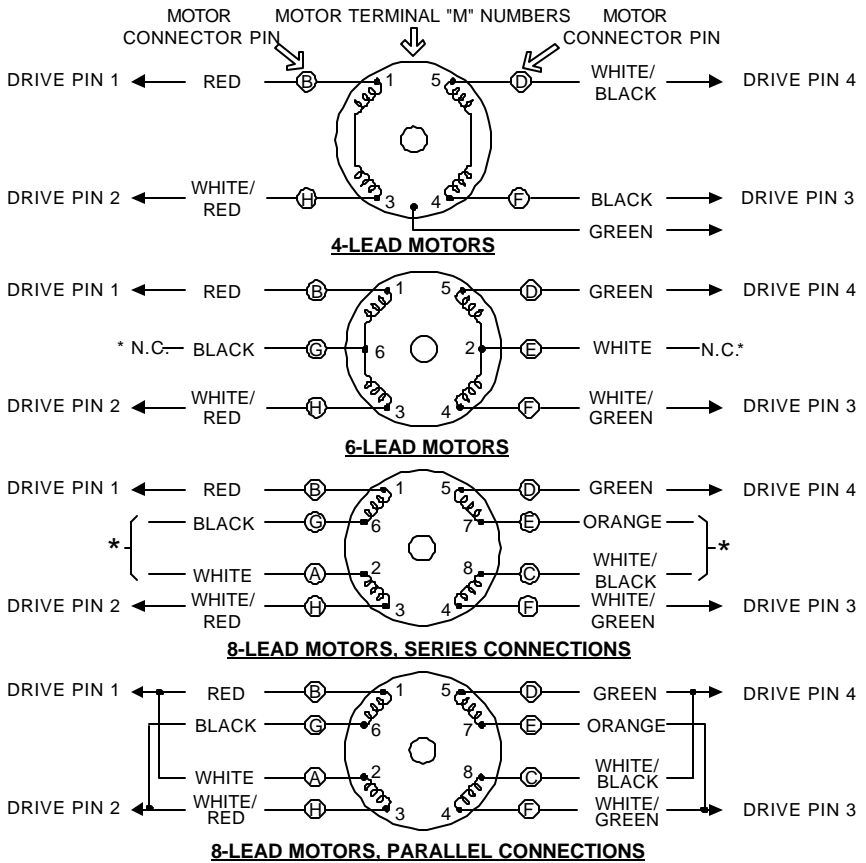 MOTOR MOTOR TERMINAL "M" NUMBERS MOTOR
CONNECTOR PIN CONNECTOR PIN
DRIVE PIN 1 RED B 1 5 D WHITE/ BLACK DRIVE PIN 4
DRIVE PIN 2 WHITE/ RED H 3 4 F BLACK DRIVE PIN 3
GREEN
4-LEAD MOTORS
DRIVE PIN 1 RED B 1 5 D GREEN DRIVE PIN 4
* N.C. BLACK G 6 2 E WHITE N.C.*
DRIVE PIN 2 WHITE/ RED H 3 4 F WHITE/ GREEN DRIVE PIN 3
6-LEAD MOTORS
DRIVE PIN 1 RED B 1 5 D GREEN DRIVE PIN 4
BLACK G 6 7 E ORANGE
* *
WHITE A 2 8 C WHITE/ BLACK
DRIVE PIN 2 WHITE/ RED H 3 4 F WHITE/ GREEN DRIVE PIN 3
8-LEAD MOTORS, SERIES CONNECTIONS
DRIVE PIN 1 RED B 1 5 D GREEN DRIVE PIN 4
BLACK G 6 7 E ORANGE
WHITE A 2 8 C WHITE/ BLACK
DRIVE PIN 2 WHITE/ RED H 3 4 F WHITE/ GREEN DRIVE PIN 3
8-LEAD MOTORS, PARALLEL CONNECTIONS